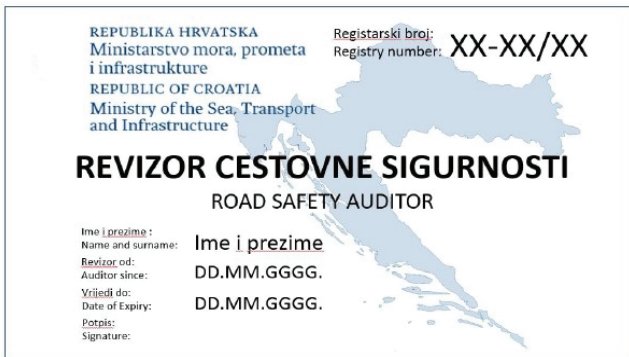 REPUBLIKA HRVATSKA
Ministarstvo mora, prometa
i infrastrukture
REPUBLIC OF CROATIA
Ministry of the Sea, Transport
and Infrastructure
Registarski broj:
Registry number: XX-XX/XX
REVIZOR CESTOVNE SIGURNOSTI
ROAD SAFETY AUDITOR
Ime i prezime :
Name and surname: Ime i prezime
Revizor od:
Auditor since: DD.MM.GGGG.
Vrijedi do:
Date of Expiry: DD.MM.GGGG.
Potpis:
Signature: